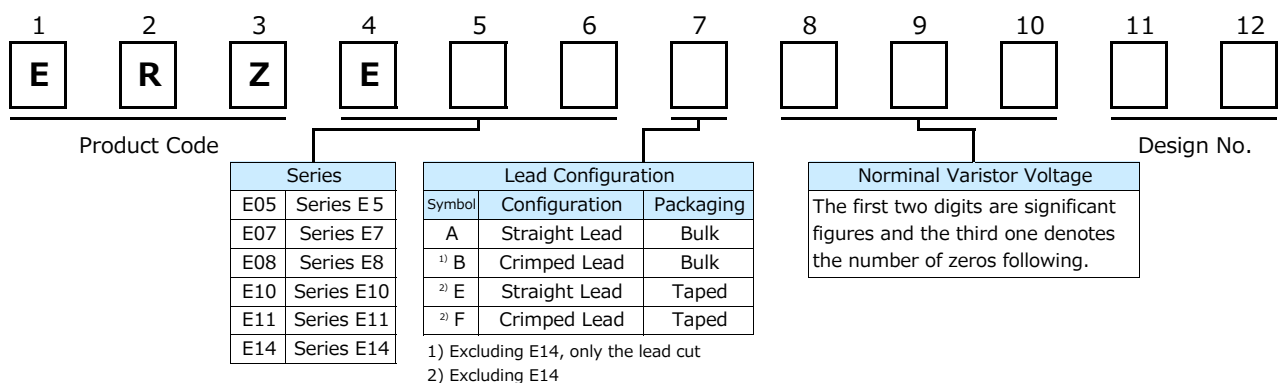 1 2 3 4 5 6 7 8 9 10 11 12
E R Z E
Product Code
Design No.
Series
E05 Series E 5
E07 Series E7
E08 Series E8
E10 Series E10
E11 Series E11
E14 Series E14
Lead Configuration
Symbol Configuration Packaging
A Straight Lead Bulk
1) B Crimped Lead Bulk
2) E Straight Lead Taped
2) F Crimped Lead Taped
1) Excluding E14, only the lead cut
2) Excluding E14
Norminal Varistor Voltage
The first two digits are significant
figures and the third one denotes
the number of zeros following.